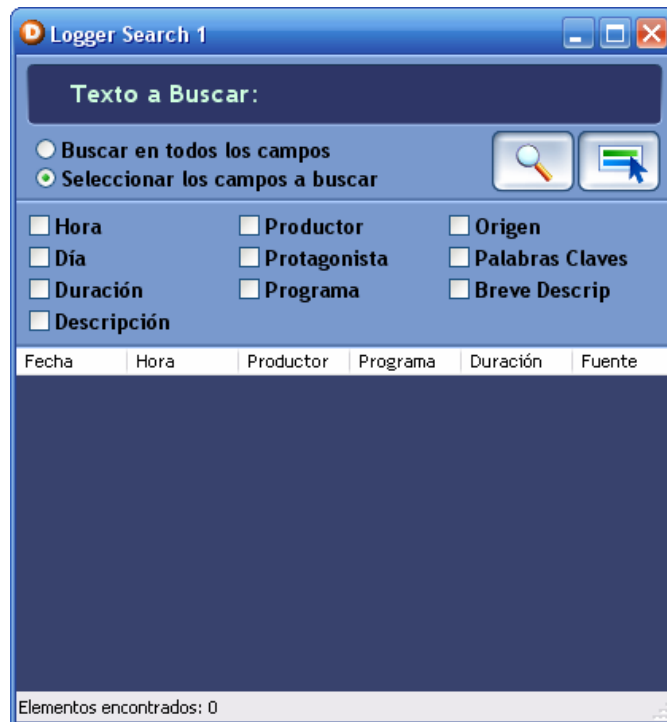 D Logger Search 1
Texto a Buscar:
Buscar en todos los campos
Seleccionar los campos a buscar
Hora Productor Origen
Día Protagonista Palabras Claves
Duración Programa Breve Descrip
Descripción
Fecha Hora Productor Programa Duración Fuente
Elementos encontrados: 0